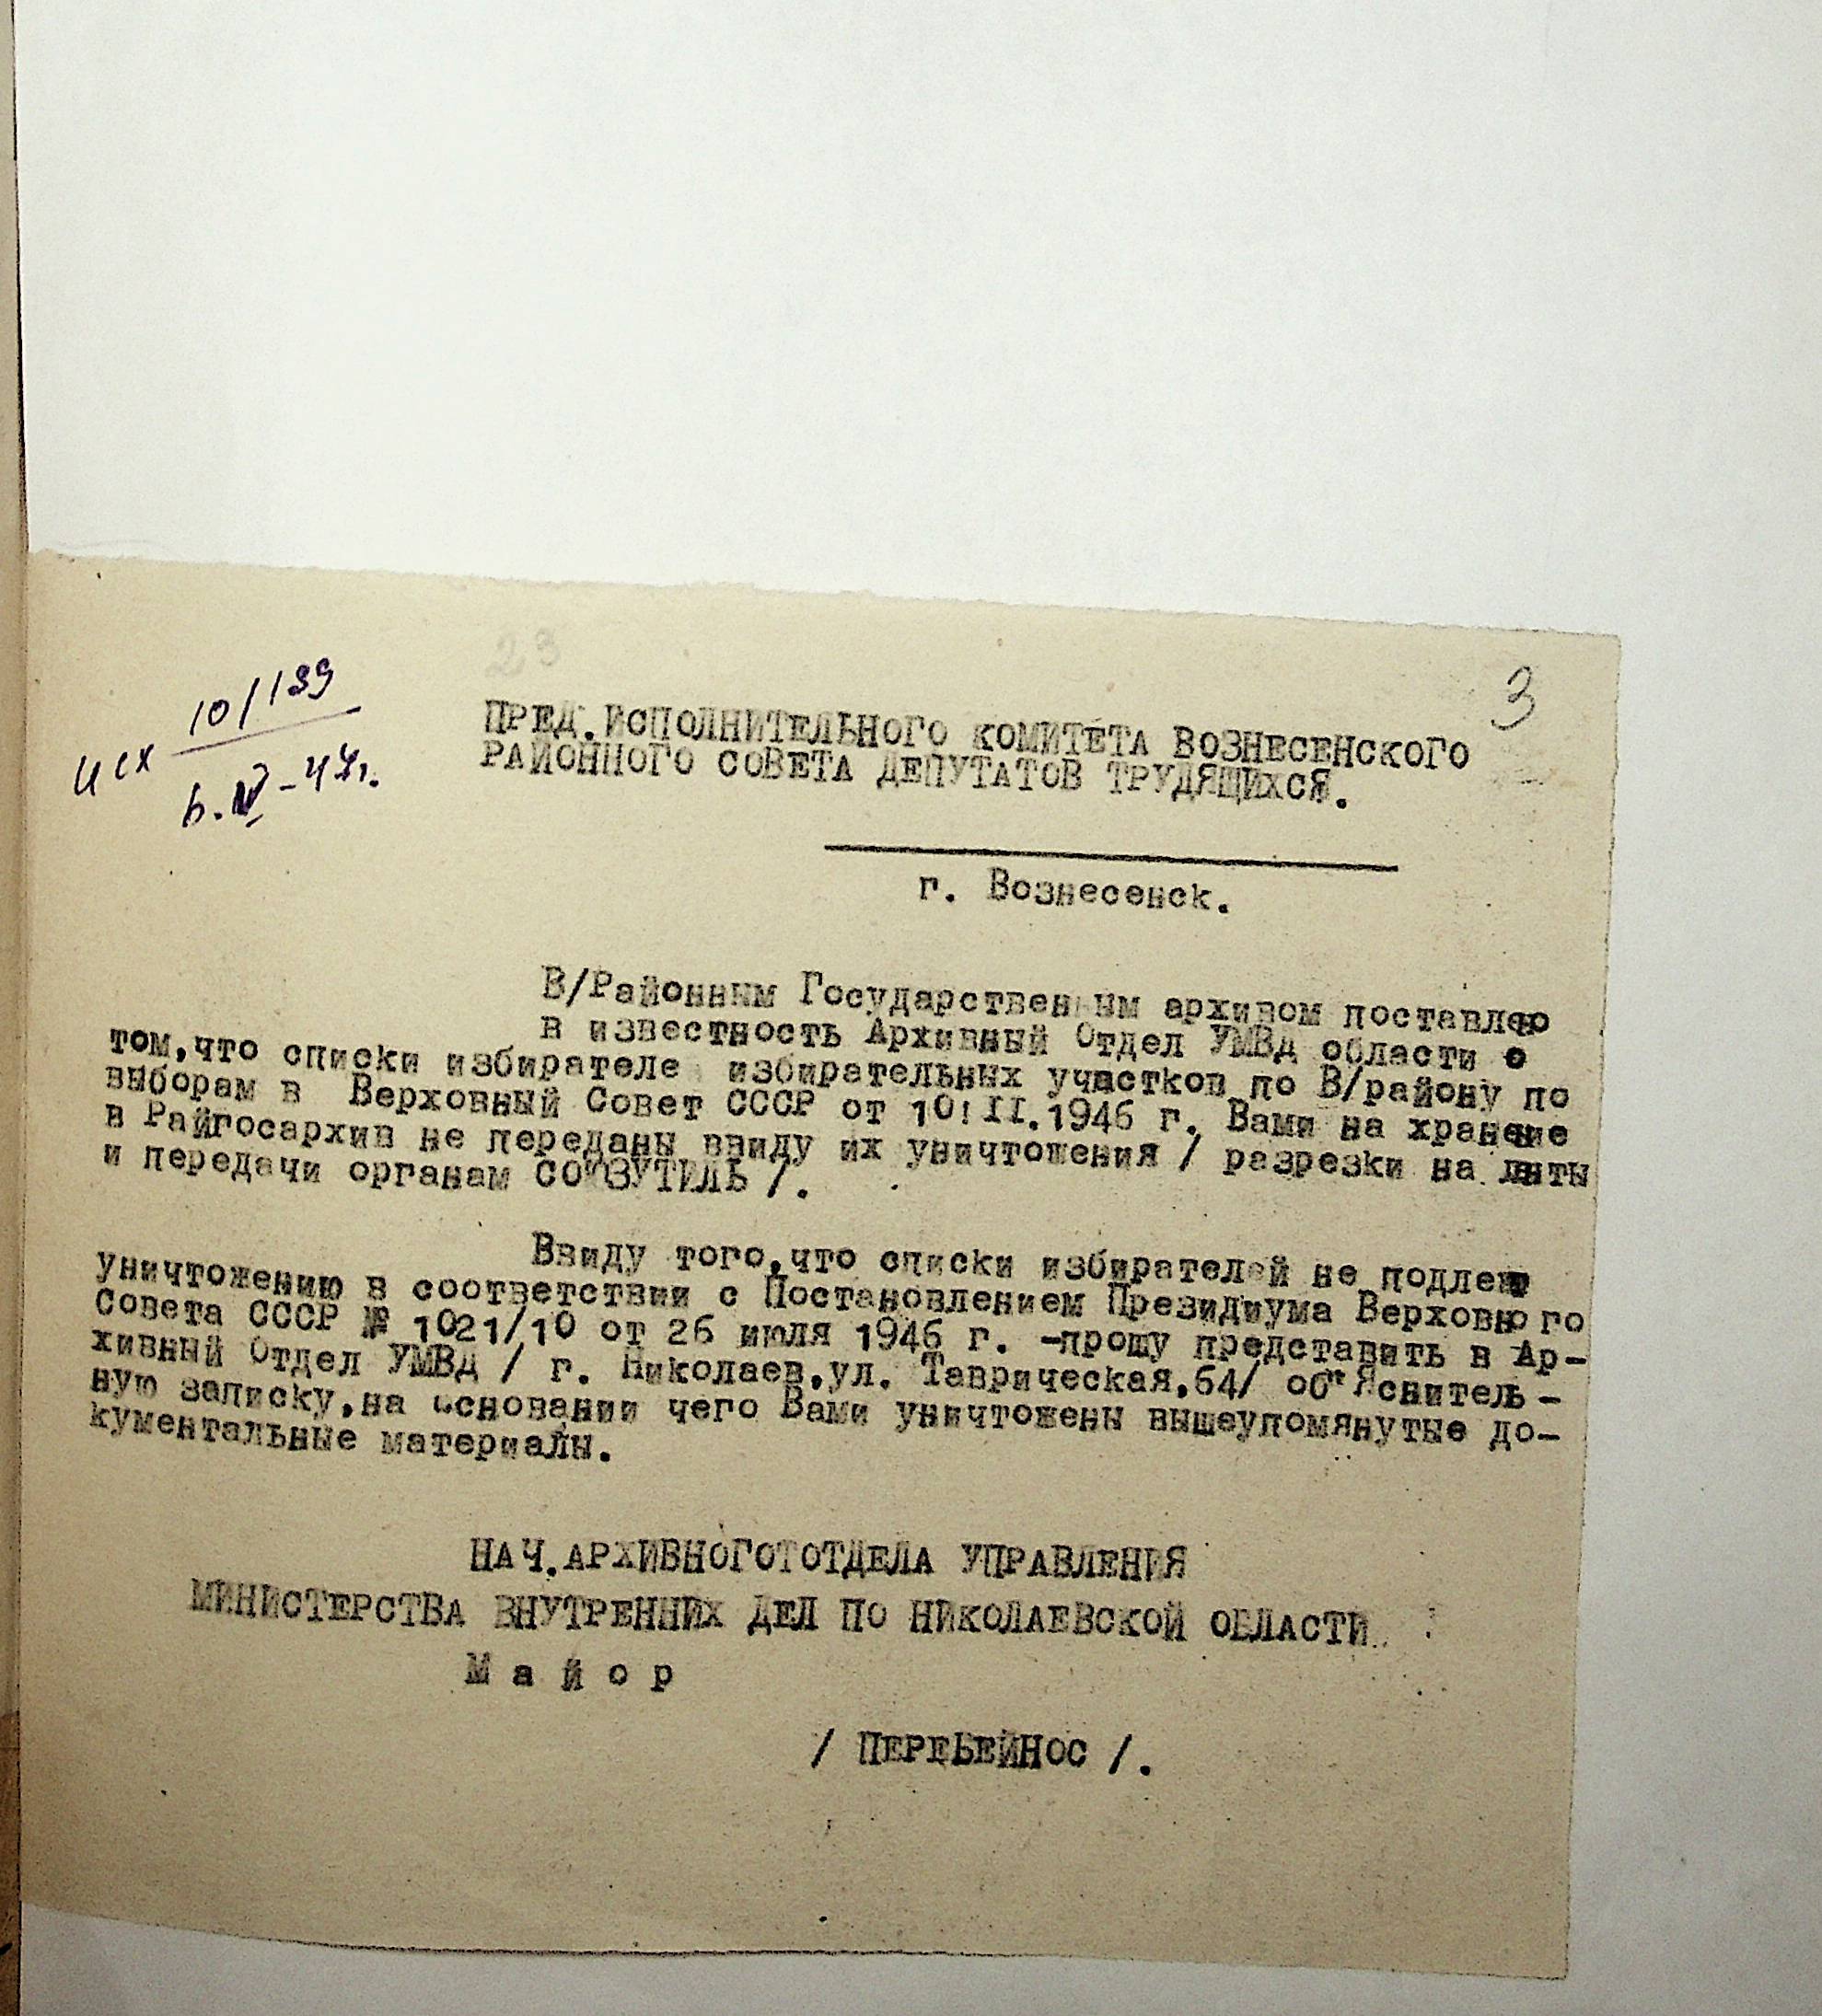 23
3
исх 10/199
6.IV-47г.
ПРЕД.ИСПОЛНИТЕЛЬНОГО КОМИТЕТА ВОЗНЕСЕНСКОГО
РАЙОННОГО СОВЕТА ДЕПУТАТОВ ТРУДЯЩИХСЯ.
г. Вознесенск.
В/Районным Государственным архивом поставлено
в известность Архивный Отдел УМВД области о
том,что списки избирателе избирательных участков по В/району по
выборам в Верховный Совет СССР от 10!II.1946 г. Вами на хранение
в Райгосархив не переданы ввиду их уничтожения / разрезки на ленты
и передачи органам СОЮЗУТИЛЬ /.
Ввиду того,что списки избирателей не подлежат
уничтожению в соответствии с Постановлением Президиума Верховного
Совета СССР № 1021/10 от 26 июля 1946 г. -прошу представить в Ар-
хивный Отдел УМВД / г. Николаев,ул. Таврическая,64/ об"Яснитель-
ную записку,на основании чего Вами уничтожены вышеупомянутые до-
кументальные материалы.
НАЧ.АРХИВНОГОТОТДЕЛА УПРАВЛЕНИЯ
МИНИСТЕРСТВА ВНУТРЕННИХ ДЕЛ ПО НИКОЛАЕВСКОЙ ОБЛАСТИ
М а й о р
/ ПЕРЕБЕЙНОС /.